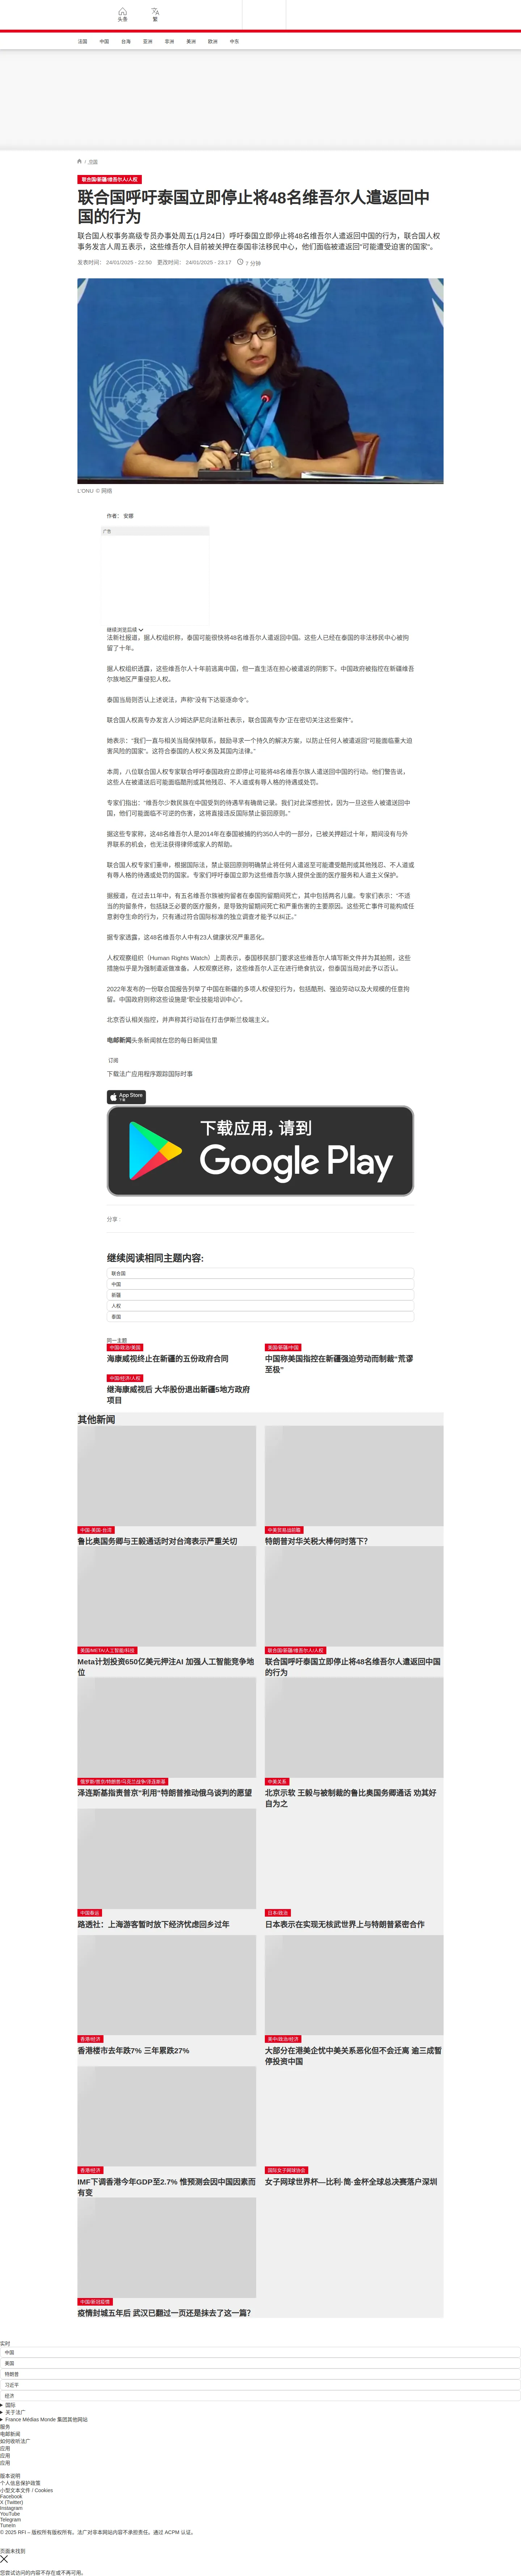 头条
繁
法国
中国
台海
亚洲
非洲
美洲
欧洲
中东
/ 中国
联合国/新疆/维吾尔人/人权
联合国呼吁泰国立即停止将48名维吾尔人遣返回中
国的行为
联合国人权事务高级专员办事处周五(1月24日）呼吁泰国立即停止将48名维吾尔人遣返回中国的行为，联合国人权
事务发言人周五表示，这些维吾尔人目前被关押在泰国非法移民中心，他们面临被遣返回"可能遭受迫害的国家"。
发表时间： 24/01/2025 - 22:50 更改时间： 24/01/2025 - 23:17 7 分钟
L'ONU © 网络
作者： 安娜
广告
继续浏览后续
法新社报道，据人权组织称，泰国可能很快将48名维吾尔人遣返回中国。这些人已经在泰国的非法移民中心被拘
留了十年。
据人权组织透露，这些维吾尔人十年前逃离中国，但一直生活在担心被遣返的阴影下。中国政府被指控在新疆维吾
尔族地区严重侵犯人权。
泰国当局则否认上述说法，声称"没有下达驱逐命令"。
联合国人权高专办发言人沙姆达萨尼向法新社表示，联合国高专办"正在密切关注这些案件"。
她表示："我们一直与相关当局保持联系，鼓励寻求一个持久的解决方案，以防止任何人被遣返回"可能面临重大迫
害风险的国家"。这符合泰国的人权义务及其国内法律。"
本周，八位联合国人权专家联合呼吁泰国政府立即停止可能将48名维吾尔族人遣送回中国的行动。他们警告说，
这些人在被遣送后可能面临酷刑或其他残忍、不人道或有辱人格的待遇或处罚。
专家们指出："维吾尔少数民族在中国受到的待遇早有确凿记录。我们对此深感担忧，因为一旦这些人被遣送回中
国，他们可能面临不可逆的伤害，这将直接违反国际禁止驱回原则。"
据这些专家称，这48名维吾尔人是2014年在泰国被捕的约350人中的一部分，已被关押超过十年，期间没有与外
界联系的机会，也无法获得律师或家人的帮助。
联合国人权专家们重申，根据国际法，禁止驱回原则明确禁止将任何人遣返至可能遭受酷刑或其他残忍、不人道或
有辱人格的待遇或处罚的国家。专家们呼吁泰国立即为这些维吾尔族人提供全面的医疗服务和人道主义保护。
据报道，在过去11年中，有五名维吾尔族被拘留者在泰国拘留期间死亡，其中包括两名儿童。专家们表示："不适
当的拘留条件，包括缺乏必要的医疗服务，是导致拘留期间死亡和严重伤害的主要原因。这些死亡事件可能构成任
意剥夺生命的行为，只有通过符合国际标准的独立调查才能予以纠正。"
据专家透露，这48名维吾尔人中有23人健康状况严重恶化。
人权观察组织（Human Rights Watch）上周表示，泰国移民部门要求这些维吾尔人填写新文件并为其拍照，这些
措施似乎是为强制遣返做准备。人权观察还称，这些维吾尔人正在进行绝食抗议，但泰国当局对此予以否认。
2022年发布的一份联合国报告列举了中国在新疆的多项人权侵犯行为，包括酷刑、强迫劳动以及大规模的任意拘
留。中国政府则称这些设施是"职业技能培训中心"。
北京否认相关指控，并声称其行动旨在打击伊斯兰极端主义。
电邮新闻头条新闻就在您的每日新闻信里
订阅
下载法广应用程序跟踪国际时事
App Store
下载
下载应用，请到
Google Play
分享 :
继续阅读相同主题内容:
联合国
中国
新疆
人权
泰国
同一主题
中国/政治/美国
海康威视终止在新疆的五份政府合同
美国/新疆/中国
中国称美国指控在新疆强迫劳动而制裁"荒谬
至极"
中国/经济/人权
继海康威视后 大华股份退出新疆5地方政府
项目
其他新闻
中国-美国-台湾
鲁比奥国务卿与王毅通话时对台湾表示严重关切
中美贸易战前瞻
特朗普对华关税大棒何时落下?
美国/META/人工智能/科技
Meta计划投资650亿美元押注AI 加强人工智能竞争地
位
联合国/新疆/维吾尔人/人权
联合国呼吁泰国立即停止将48名维吾尔人遣返回中国
的行为
俄罗斯/普京/特朗普/乌克兰战争/泽连斯基
泽连斯基指责普京"利用"特朗普推动俄乌谈判的愿望
中美关系
北京示软 王毅与被制裁的鲁比奥国务卿通话 劝其好
自为之
中国春运
路透社：上海游客暂时放下经济忧虑回乡过年
日本/政治
日本表示在实现无核武世界上与特朗普紧密合作
香港/经济
香港楼市去年跌7% 三年累跌27%
美中/政治/经济
大部分在港美企忧中美关系恶化但不会迁离 逾三成暂
停投资中国
香港/经济
IMF下调香港今年GDP至2.7% 惟预测会因中国因素而
有变
国际女子网球协会
女子网球世界杯—比利·简·金杯全球总决赛落户深圳
中国/新冠疫情
疫情封城五年后 武汉已翻过一页还是抹去了这一篇?
实时
中国
美国
特朗普
习近平
经济
国际
关于法广
France Médias Monde 集团其他网站
服务
电邮新闻
如何收听法广
应用
应用
应用
版本说明
个人信息保护政策
小型文本文件 / Cookies
Facebook
X (Twitter)
Instagram
YouTube
Telegram
TuneIn
© 2025 RFI – 版权所有版权所有。法广对非本网站内容不承担责任。通过 ACPM 认证。
页面未找到
您尝试访问的内容不存在或不再可用。